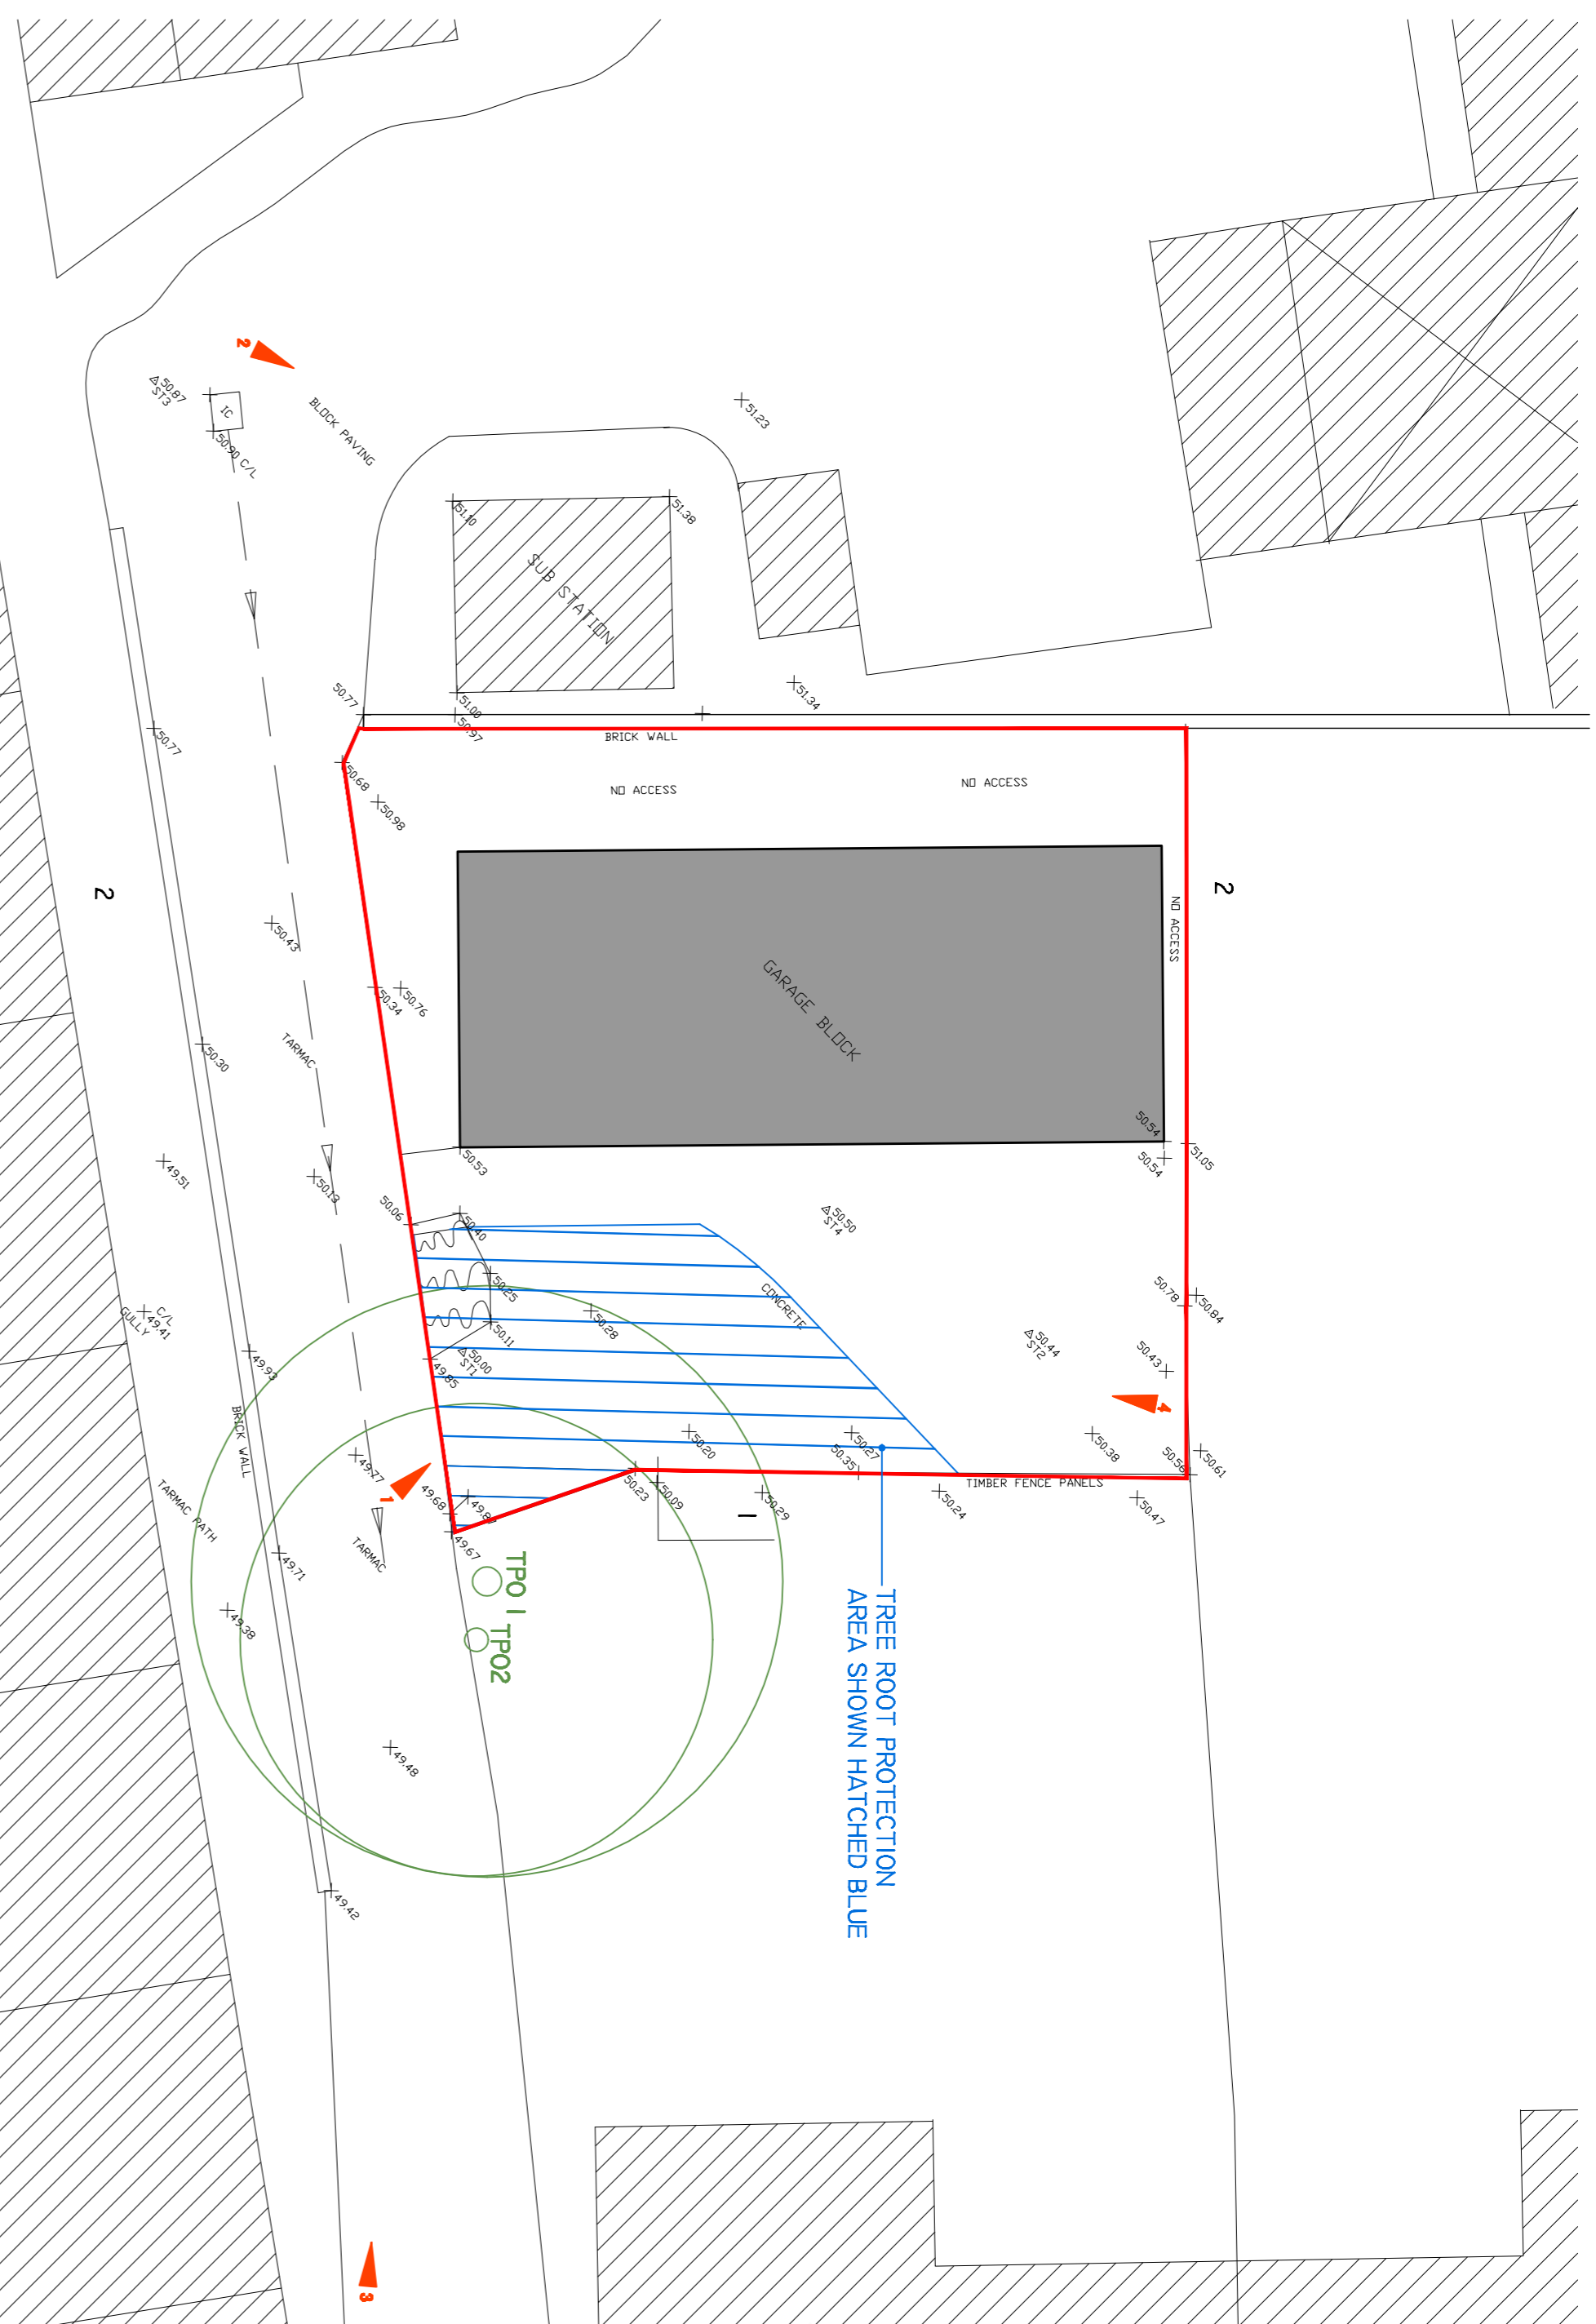 2
△50.87
ST3
IC
50.90 C/L
BLOCK PAVING
51.23
51.10
51.38
SUB STATION
51.34
51.00
50.97
50.77
50.77
BRICK WALL
50.68
50.98
NO ACCESS
NO ACCESS
NO ACCESS
2
2
50.43
50.34
50.76
GARAGE BLOCK
TARMAC
50.30
50.54
50.54
51.05
50.53
49.51
50.13
50.06
50.40
△50.50
ST4
50.25
50.28
CONCRETE
50.78
50.84
C/L
49.41
GULLY
50.11
△50.00
ST1
49.85
49.93
△50.44
ST2
50.43
4
BRICK WALL
50.20
50.27
50.35
50.38
50.56
50.61
49.77
1
49.68
49.87
50.23
50.09
50.29
TIMBER FENCE PANELS
50.24
50.47
1
49.67
TARMAC PATH
TARMAC
49.71
49.38
TPO 1
TPO2
TREE ROOT PROTECTION
AREA SHOWN HATCHED BLUE
49.48
49.42
3